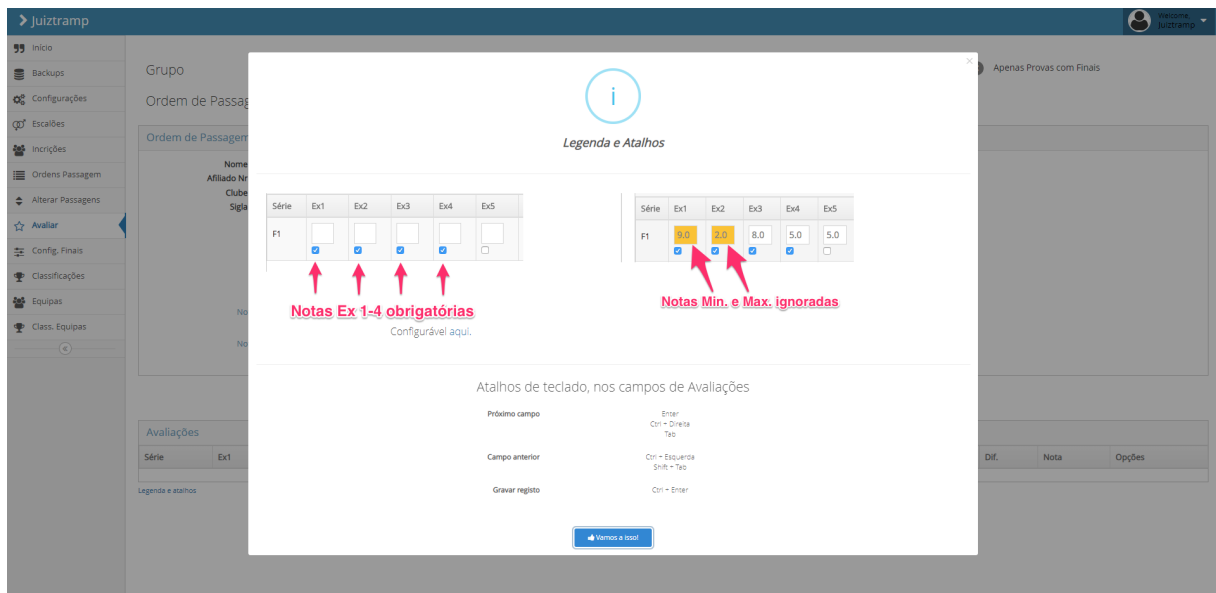 Juiztramp
Welcome,
Juiztramp
Início
Backups
Configurações
Escalões
Incrições
Ordens Passagem
Alterar Passagens
Avaliar
Config. Finais
Classificações
Equipas
Class. Equipas
Grupo
Apenas Provas com Finais
Ordem de Passag
Ordem de Passagem
Nome
Afiliado Nr
Clube
Sigla
No
No
Avaliações
Série Ex1 Dif. Nota Opções
Legenda e atalhos
×
i
Legenda e Atalhos
Série Ex1 Ex2 Ex3 Ex4 Ex5
F1
Notas Ex 1-4 obrigatórias
Configurável aqui.
Série Ex1 Ex2 Ex3 Ex4 Ex5
F1 9.0 2.0 8.0 5.0 5.0
Notas Min. e Max. ignoradas
Atalhos de teclado, nos campos de Avaliações
Próximo campo Enter
Ctrl + Direita
Tab
Campo anterior Ctrl + Esquerda
Shift + Tab
Gravar registo Ctrl + Enter
Vamos a isso!